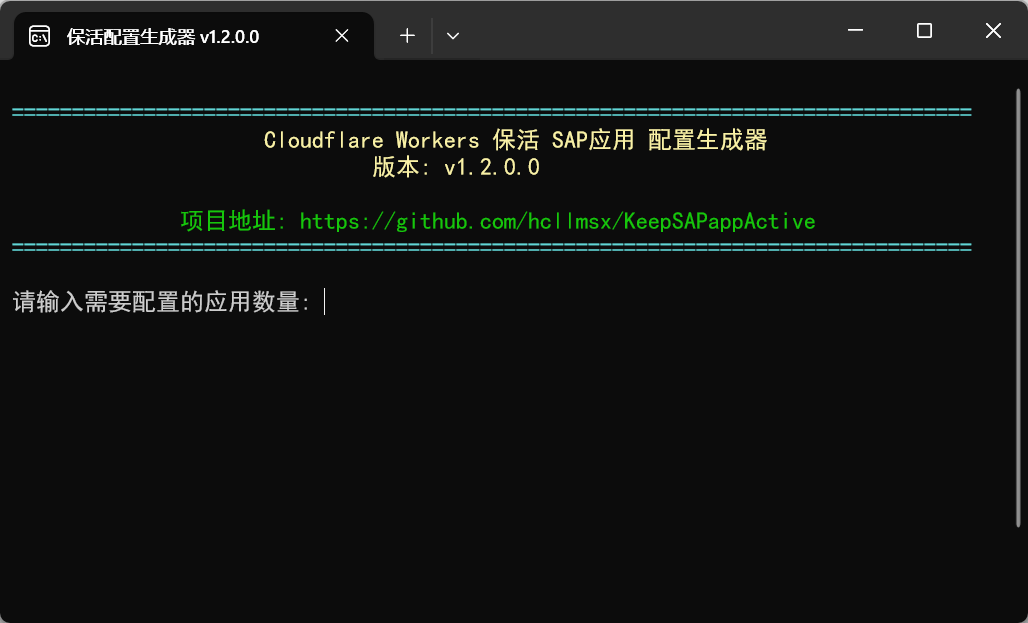 保活配置生成器 v1.2.0.0
================================================================================
Cloudflare Workers 保活 SAP应用 配置生成器
版本: v1.2.0.0
项目地址: https://github.com/hcllmsx/KeepSAPappActive
================================================================================
请输入需要配置的应用数量: